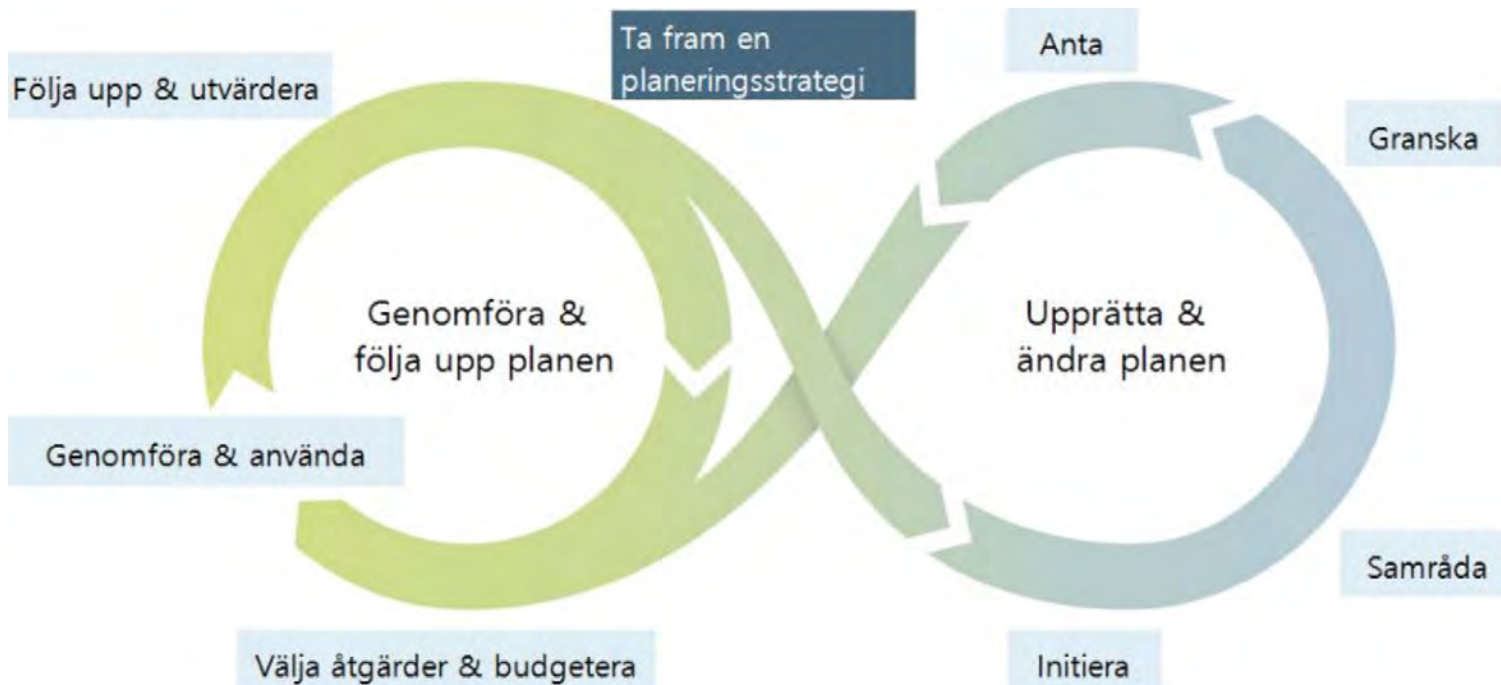 Ta fram en
planeringsstrategi
Anta
Följa upp & utvärdera
Granska
Genomföra &
följa upp planen
Upprätta &
ändra planen
Genomföra & använda
Samråda
Välja åtgärder & budgetera
Initiera